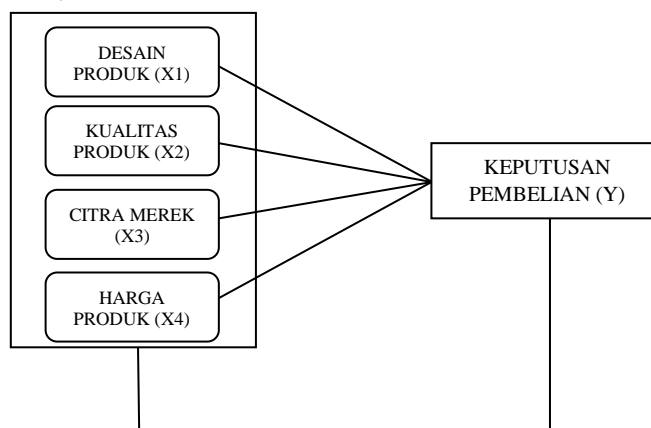 DESAIN
PRODUK (X1)
KUALITAS
PRODUK (X2)
CITRA MEREK
(X3)
HARGA
PRODUK (X4)
KEPUTUSAN
PEMBELIAN (Y)